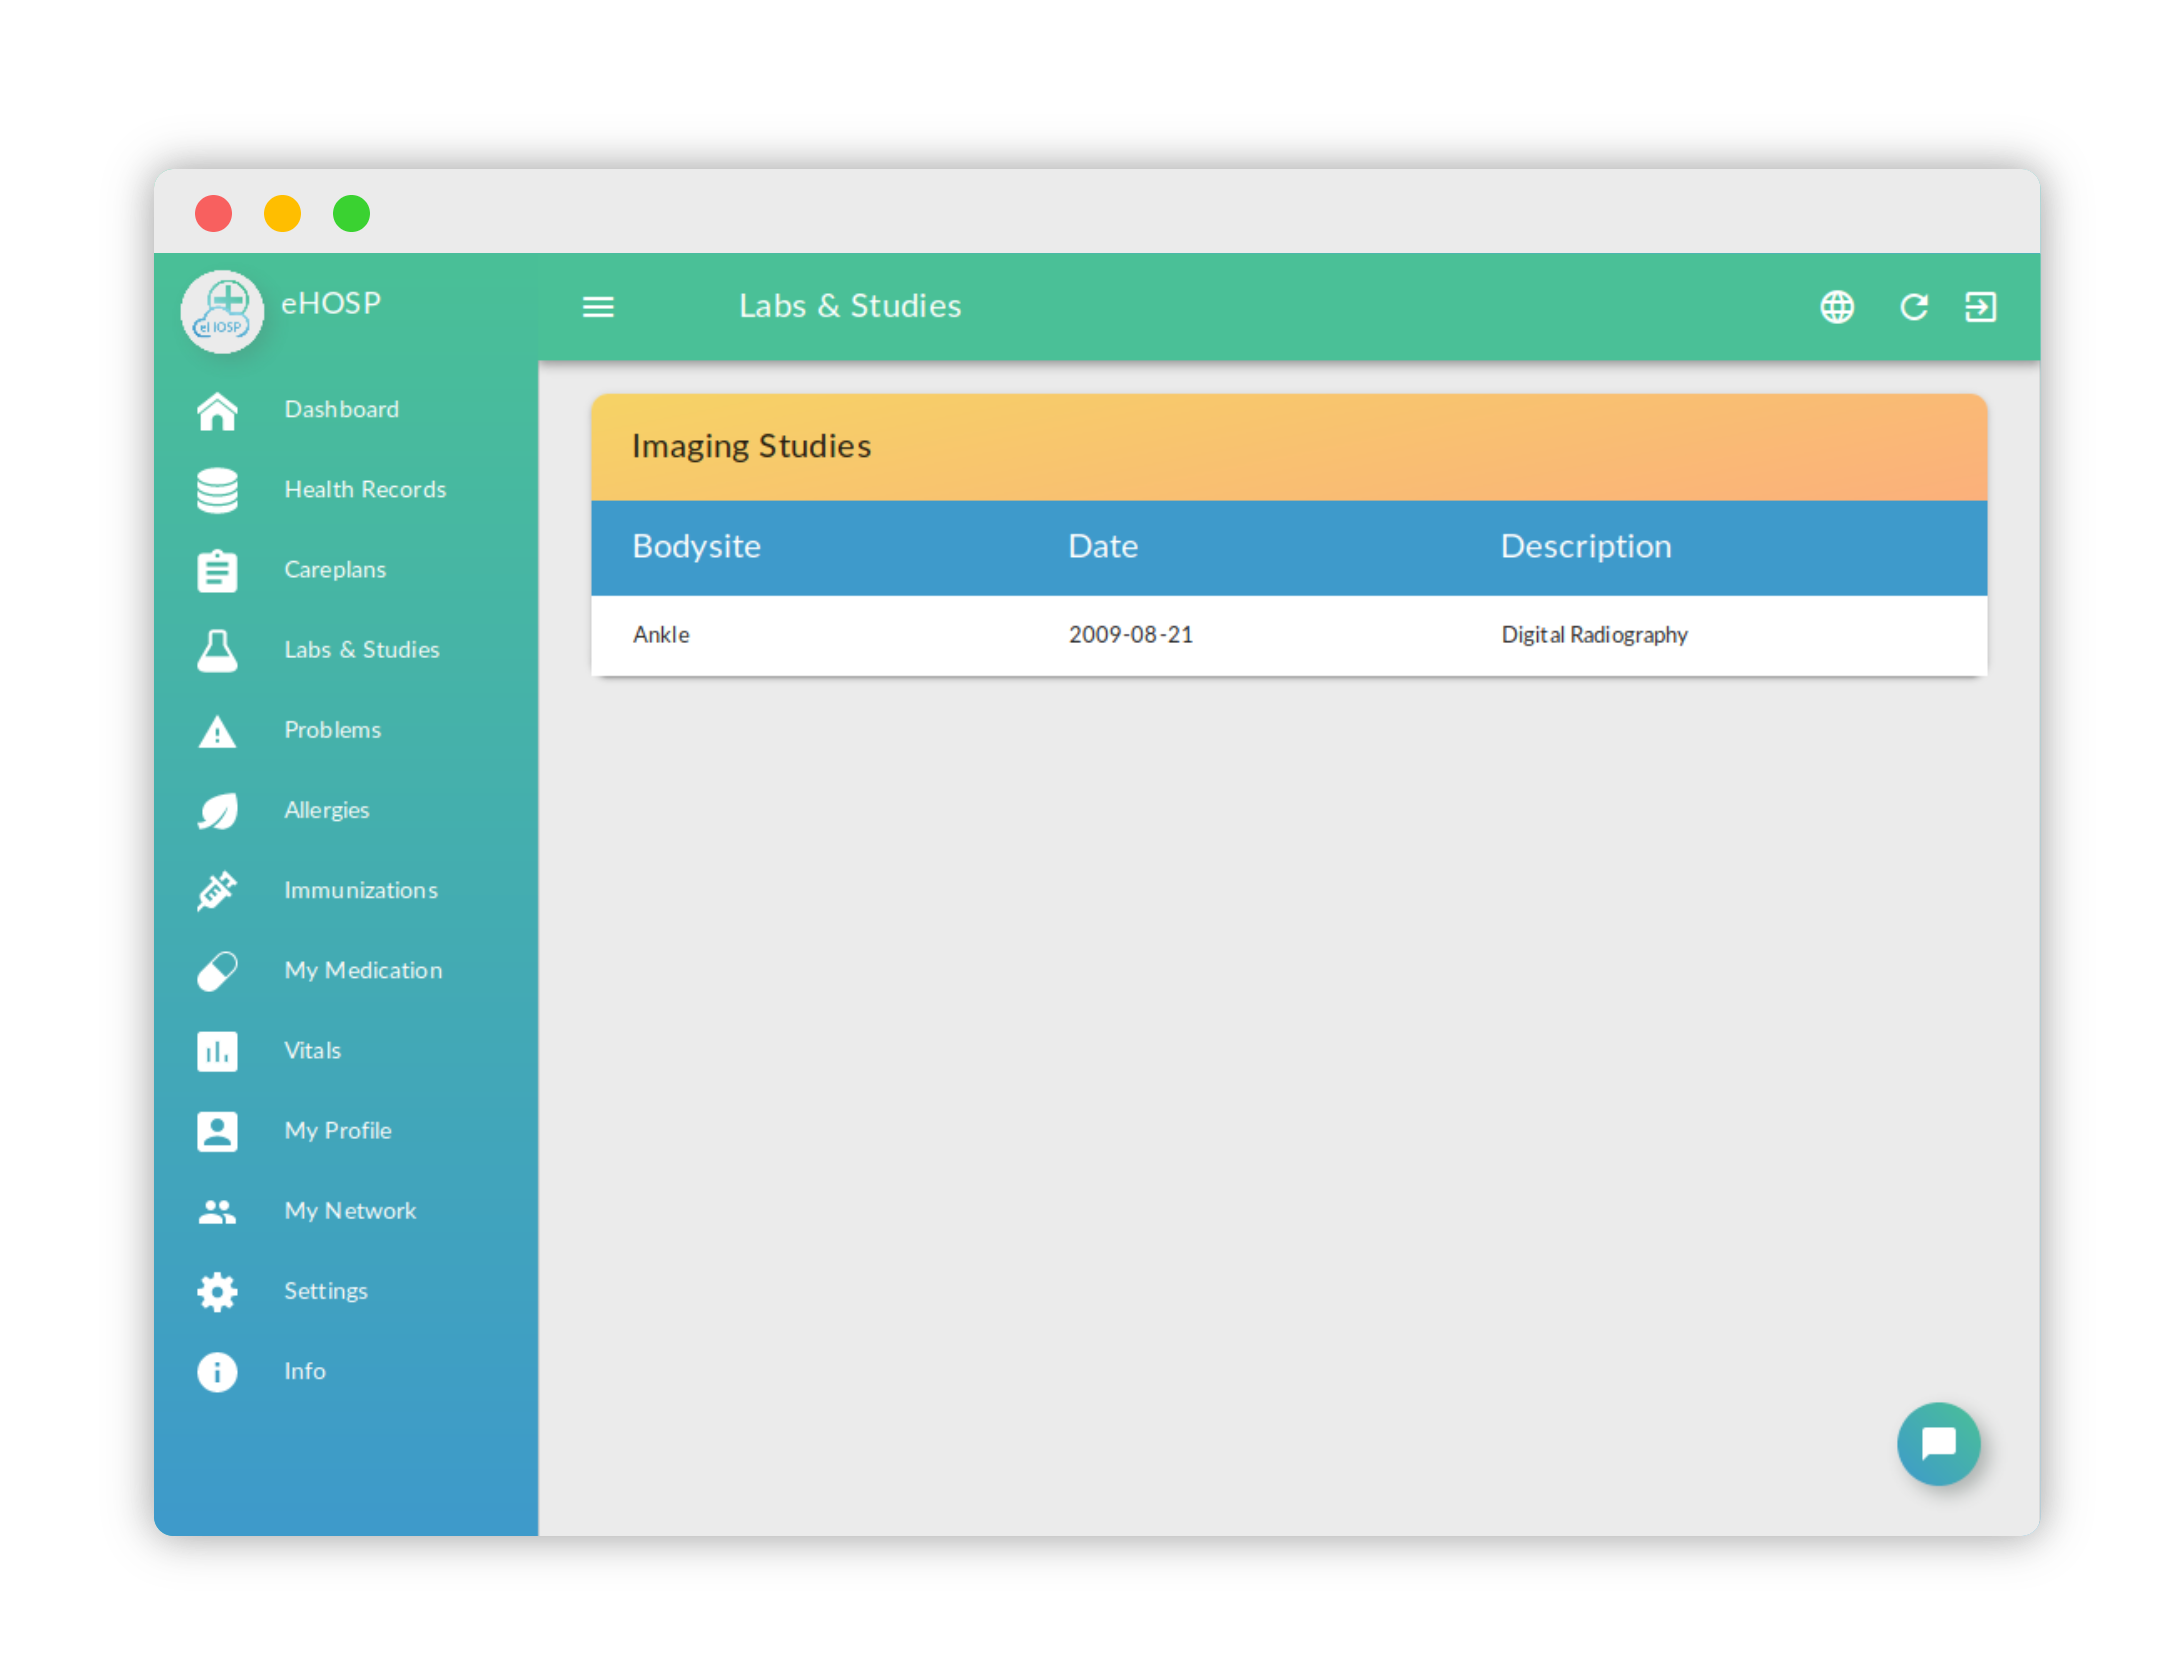 eHOSP
eHOSP
Labs & Studies
Dashboard
Health Records
Careplans
Labs & Studies
Problems
Allergies
Immunizations
My Medication
Vitals
My Profile
My Network
Settings
Info
Imaging Studies
Bodysite Date Description
Ankle 2009-08-21 Digital Radiography